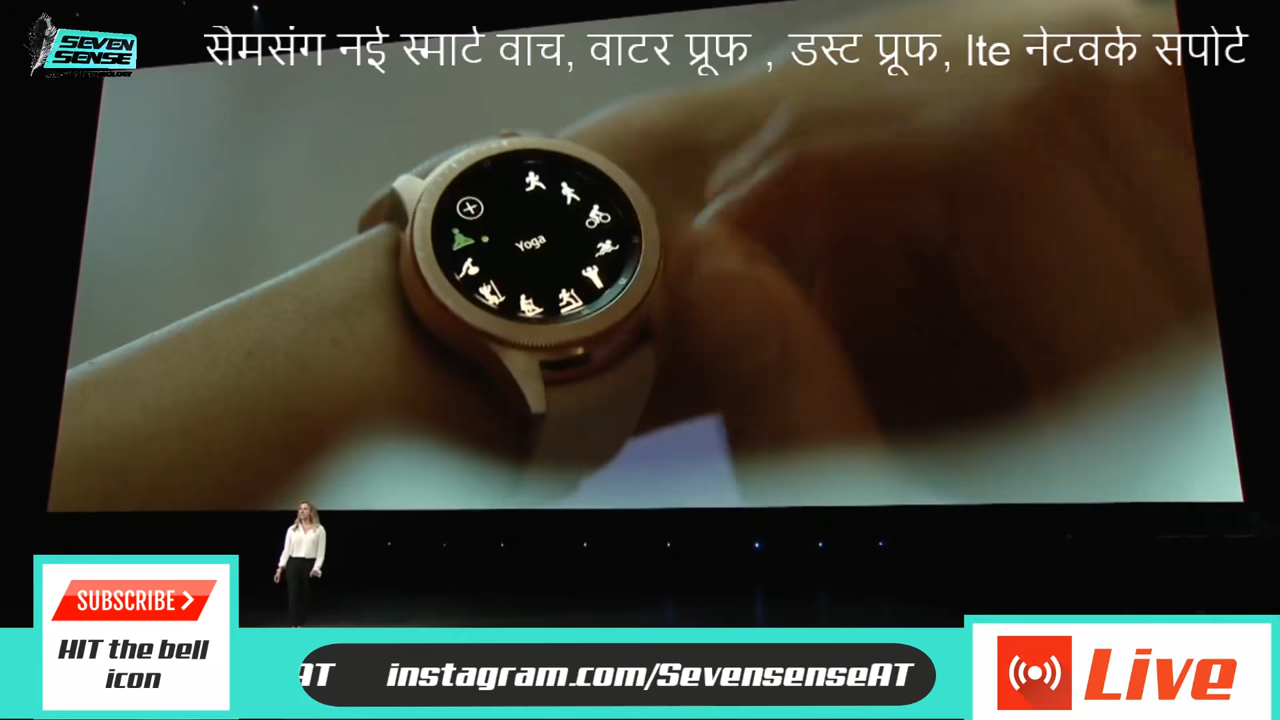 SEVEN
SENSE
सैमसंग नई स्मार्ट वाच, वाटर प्रूफ , डस्ट प्रूफ, lte नेटवर्क सपोर्ट
Yoga
SUBSCRIBE
HIT the bell
icon
AT instagram.com/SevensenseAT
Live